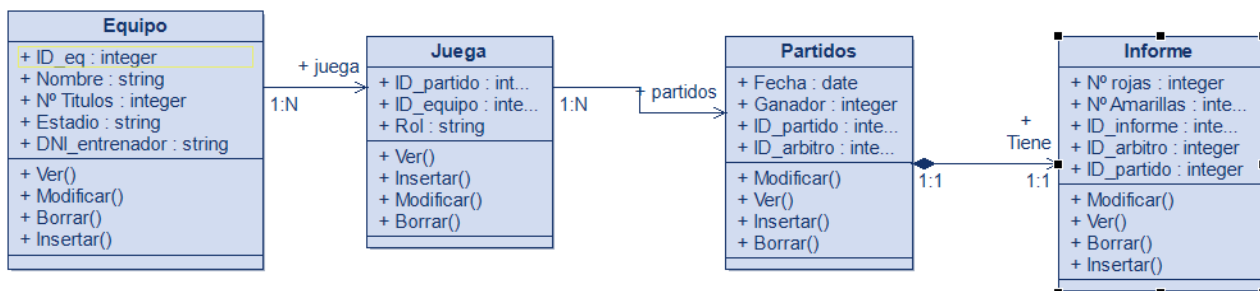 Equipo
+ ID_eq : integer
+ Nombre : string
+ Nº Titulos : integer
+ Estadio : string
+ DNI_entrenador : string
+ Ver()
+ Modificar()
+ Borrar()
+ Insertar()
+ juega
1:N
Juega
+ ID_partido : int...
+ ID_equipo : inte...
+ Rol : string
+ Ver()
+ Insertar()
+ Modificar()
+ Borrar()
1:N
+ partidos
Partidos
+ Fecha : date
+ Ganador : integer
+ ID_partido : inte...
+ ID_arbitro : inte...
+ Modificar()
+ Ver()
+ Insertar()
+ Borrar()
1:1
+
Tiene
1:1
Informe
+ Nº rojas : integer
+ Nº Amarillas : inte...
+ ID_informe : inte...
+ ID_arbitro : integer
+ ID_partido : integer
+ Modificar()
+ Ver()
+ Borrar()
+ Insertar()